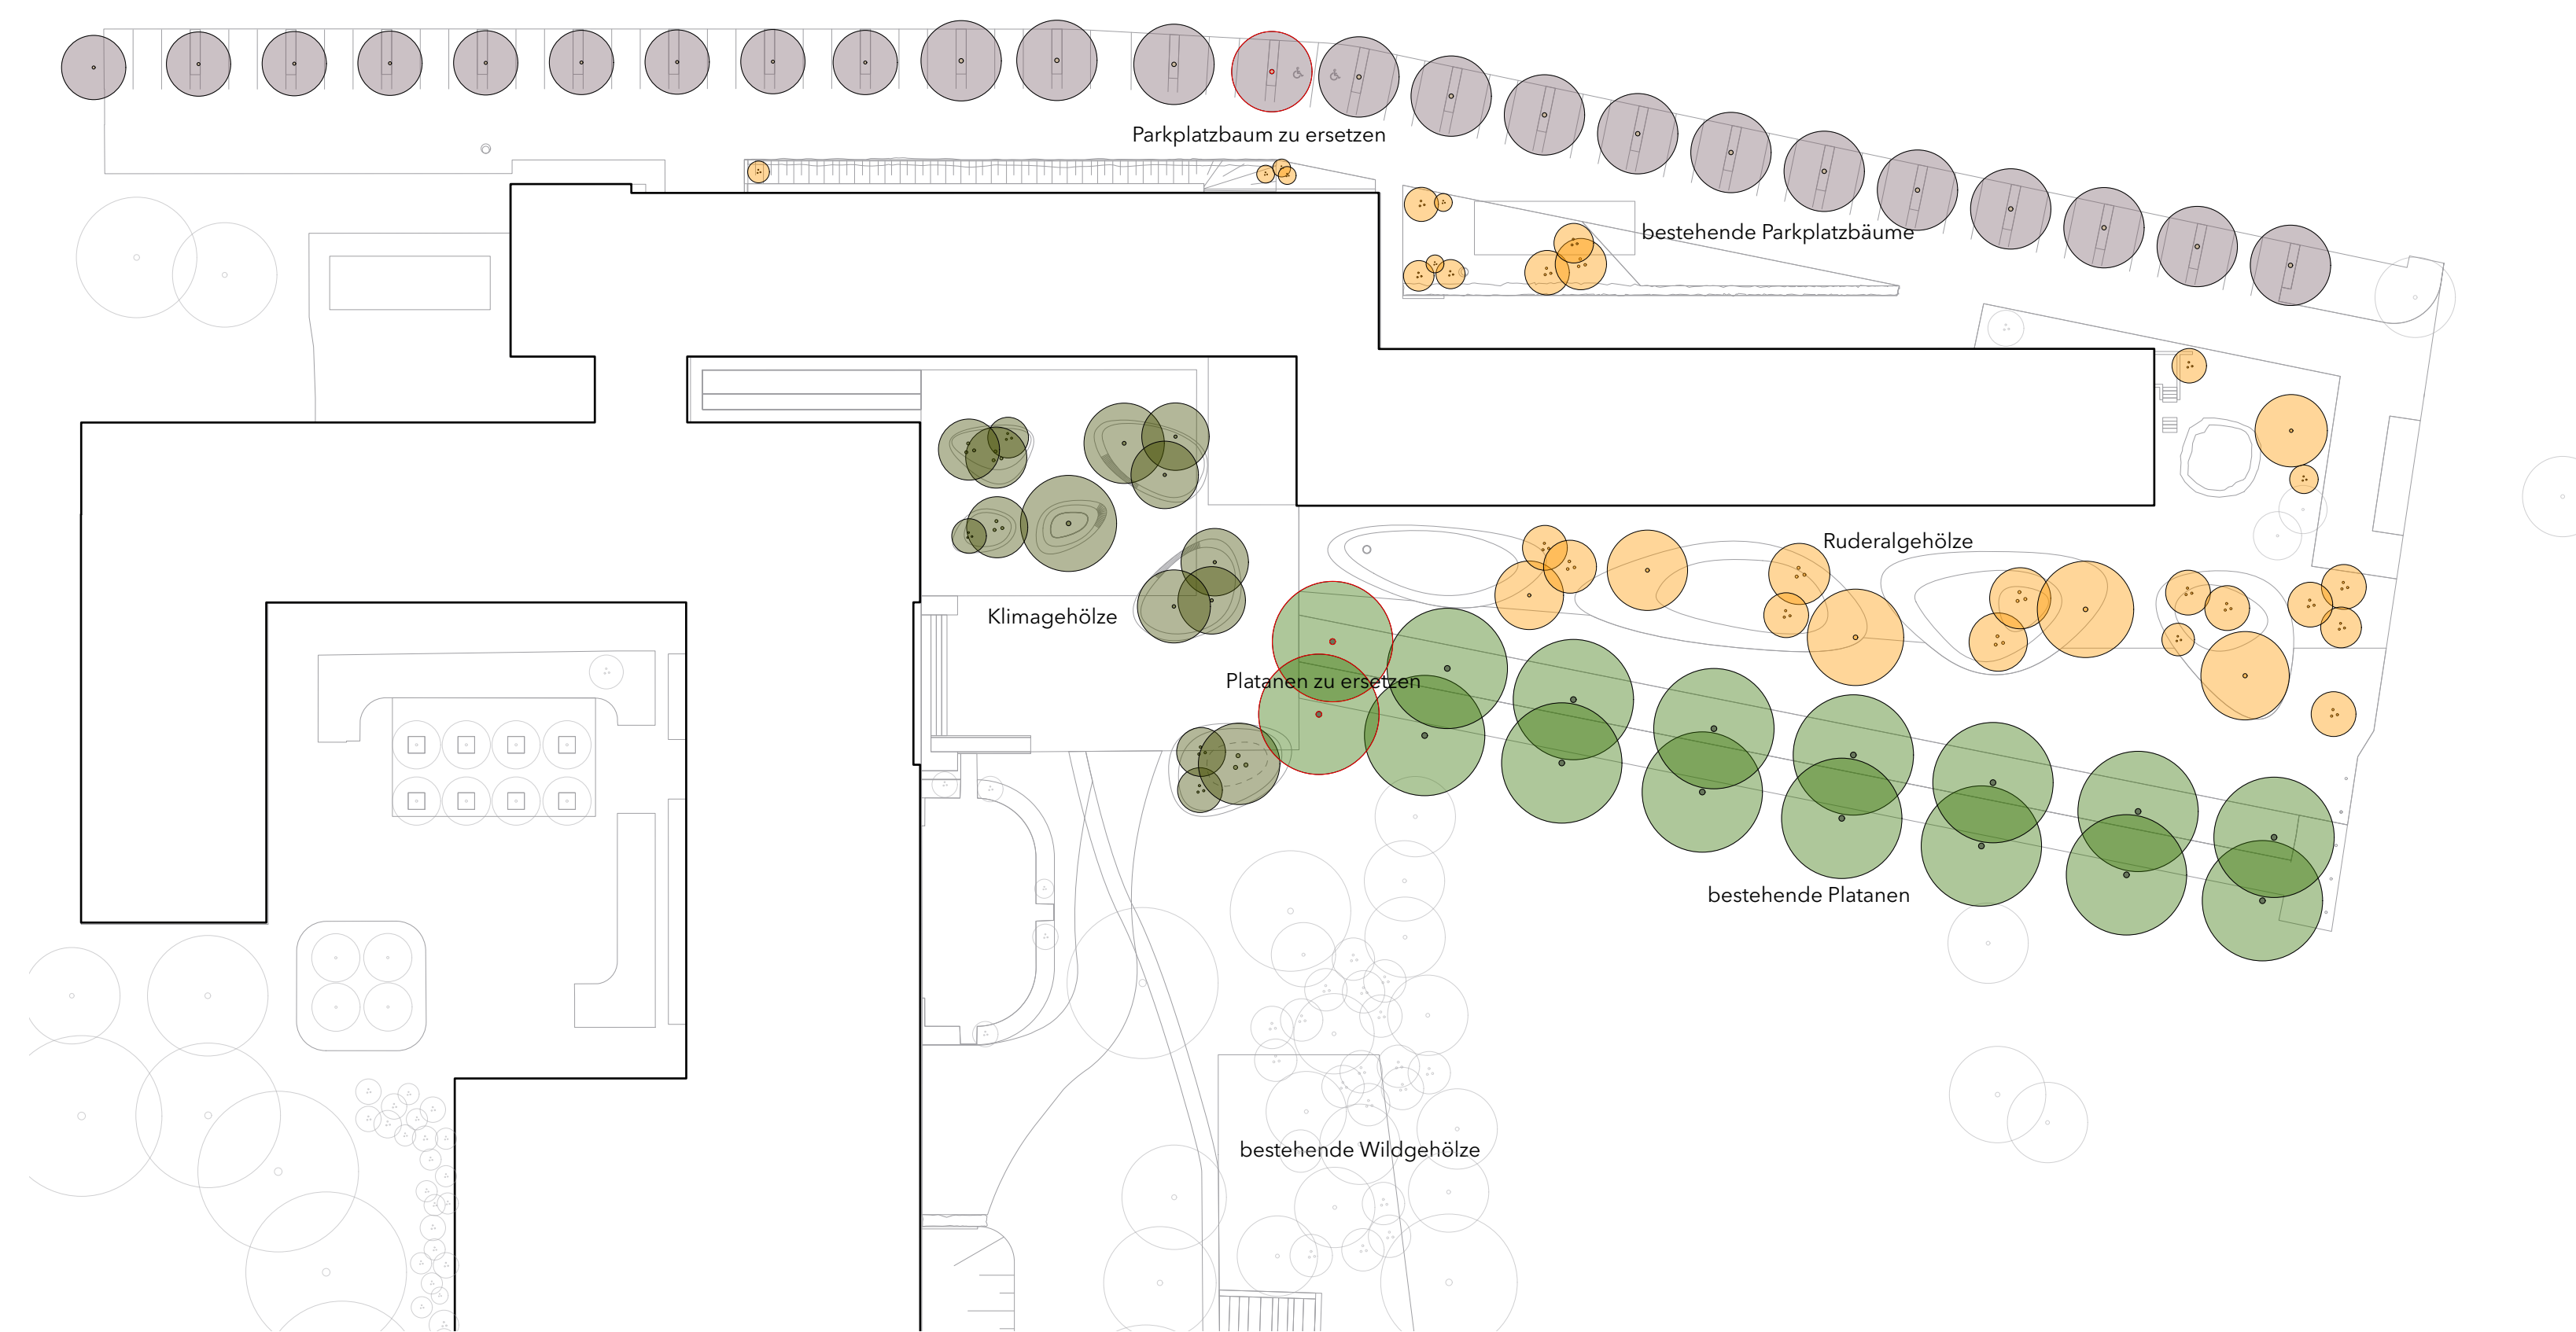 Parkplatzbaum zu ersetzen
bestehende Parkplatzbäume
Ruderalgehölze
Klimagehölze
Platanen zu ersetzen
bestehende Platanen
bestehende Wildgehölze